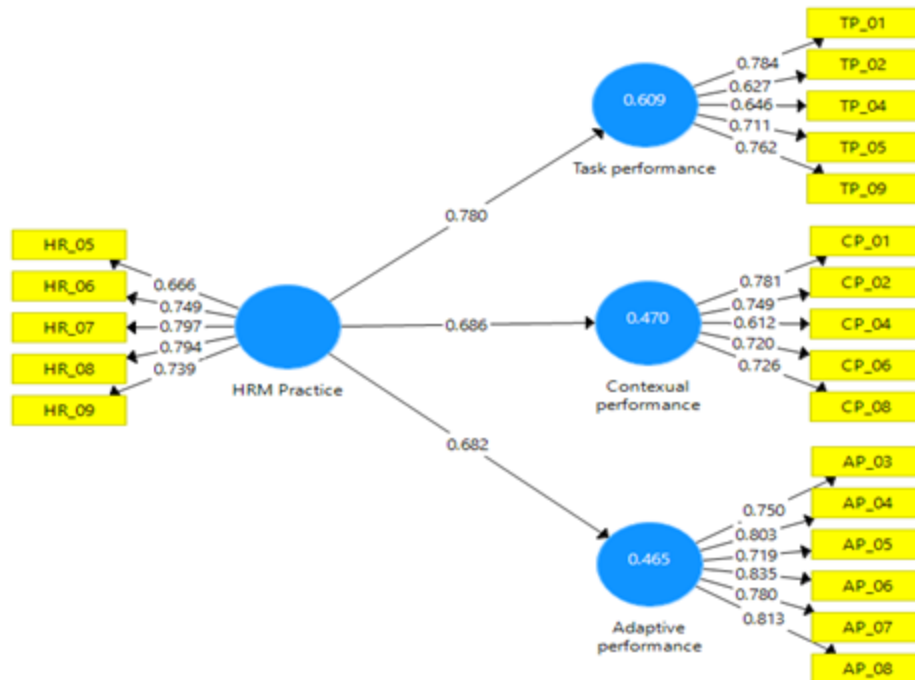 TP_01
0.784
TP_02
0.627
0.609
TP_04
0.646
0.711
TP_05
0.762
Task performance
TP_09
0.780
HR_05
CP_01
0.666
0.781
HR_06
CP_02
0.749
0.749
HR_07
0.797
0.686
0.470
0.612
CP_04
0.794
0.720
HR_08
CP_06
0.739
0.726
HRM Practice
Contexual
performance
HR_09
CP_08
0.682
AP_03
0.750
AP_04
0.803
0.719
AP_05
0.465
0.835
AP_06
0.780
0.813
AP_07
Adaptive
performance
AP_08